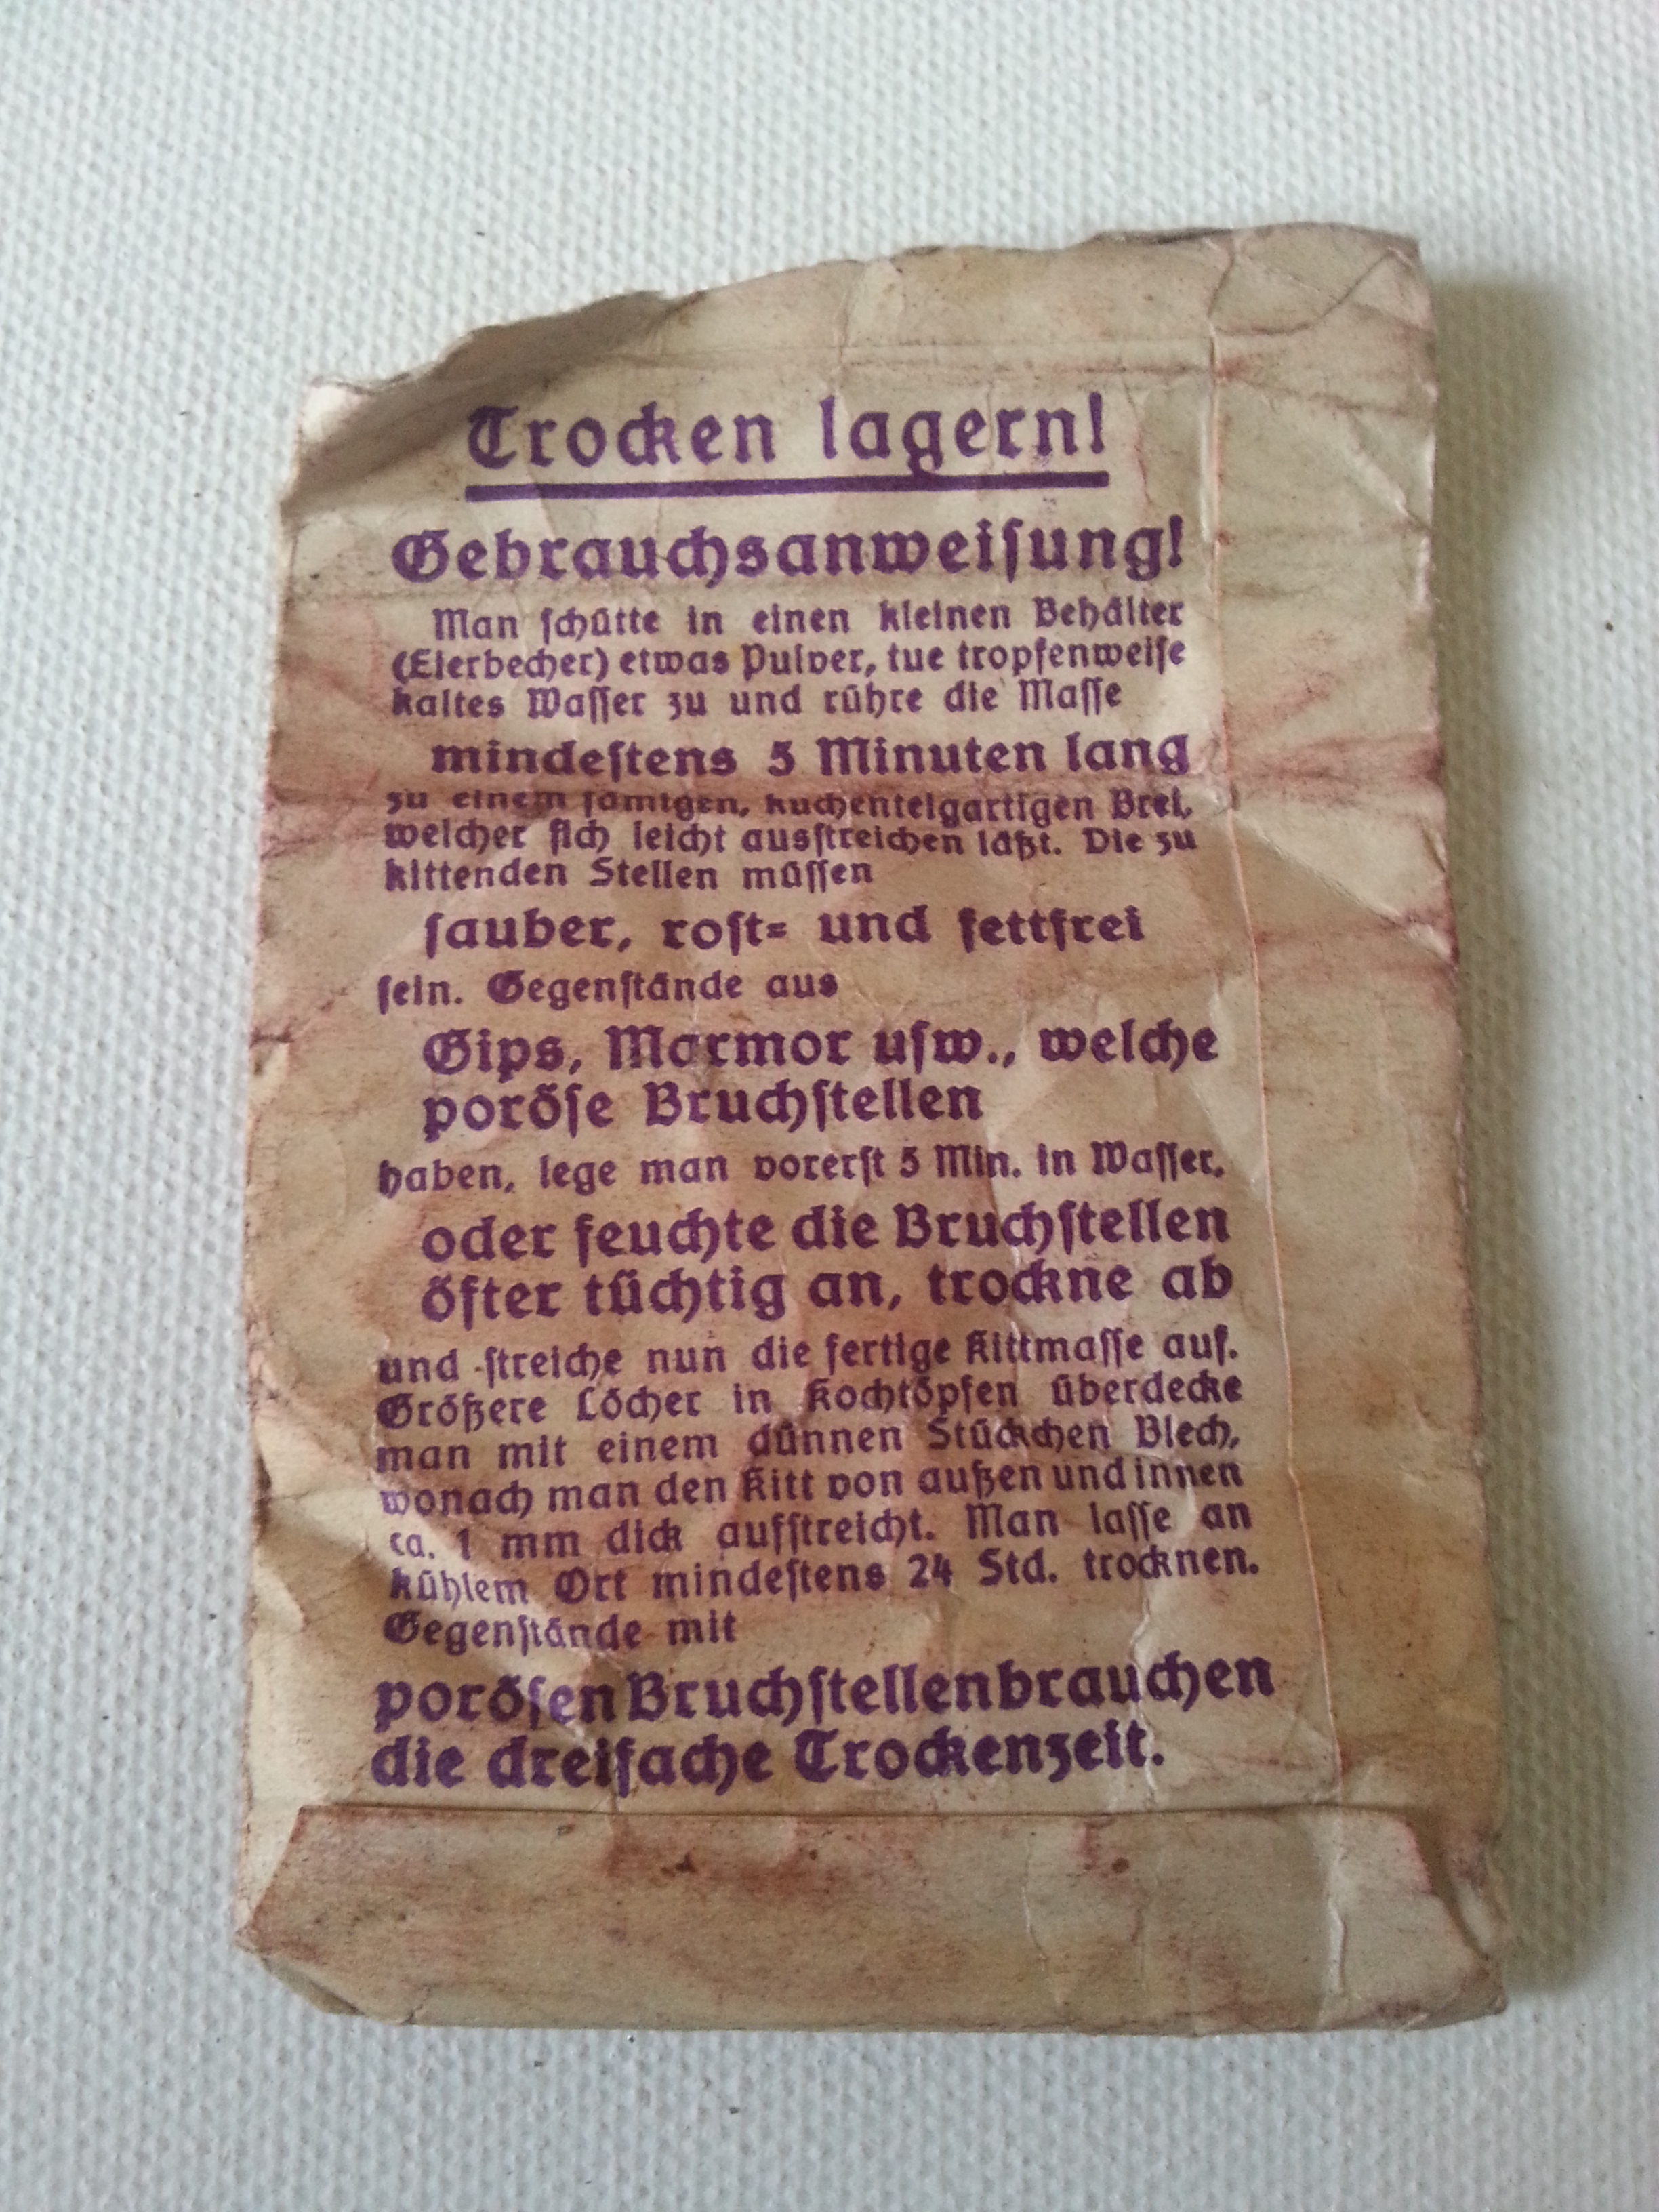 Trocken lagern!
Gebrauchsanweiſung!
Man ſchütte in einen kleinen Behälter
(Eierbecher) etwas Pulver, tue tropfenweiſe
kaltes Waſſer zu und rühre die Maſſe
mindeſtens 5 Minuten lang
zu einem ſämigen, kuchenteigartigen Brei,
welcher ſich leicht ausſtreichen läßt. Die zu
kittenden Stellen müſſen
ſauber, roſt= und fettfrei
ſein. Gegenſtände aus
Gips, Marmor uſw., welche
poröſe Bruchſtellen
haben, lege man vorerſt 5 Min. in Waſſer,
oder feuchte die Bruchſtellen
öfter tüchtig an, trockne ab
und ſtreiche nun die fertige Kittmaſſe auf.
Größere Löcher in Kochtöpfen überdecke
man mit einem dünnen Stückchen Blech,
wonach man den Kitt von außen und innen
ca. 1 mm dick aufſtreicht. Man laſſe an
kühlem Ort mindeſtens 24 Std. trocknen.
Gegenſtände mit
poröſen Bruchſtellen brauchen
die dreifache Trockenzeit.